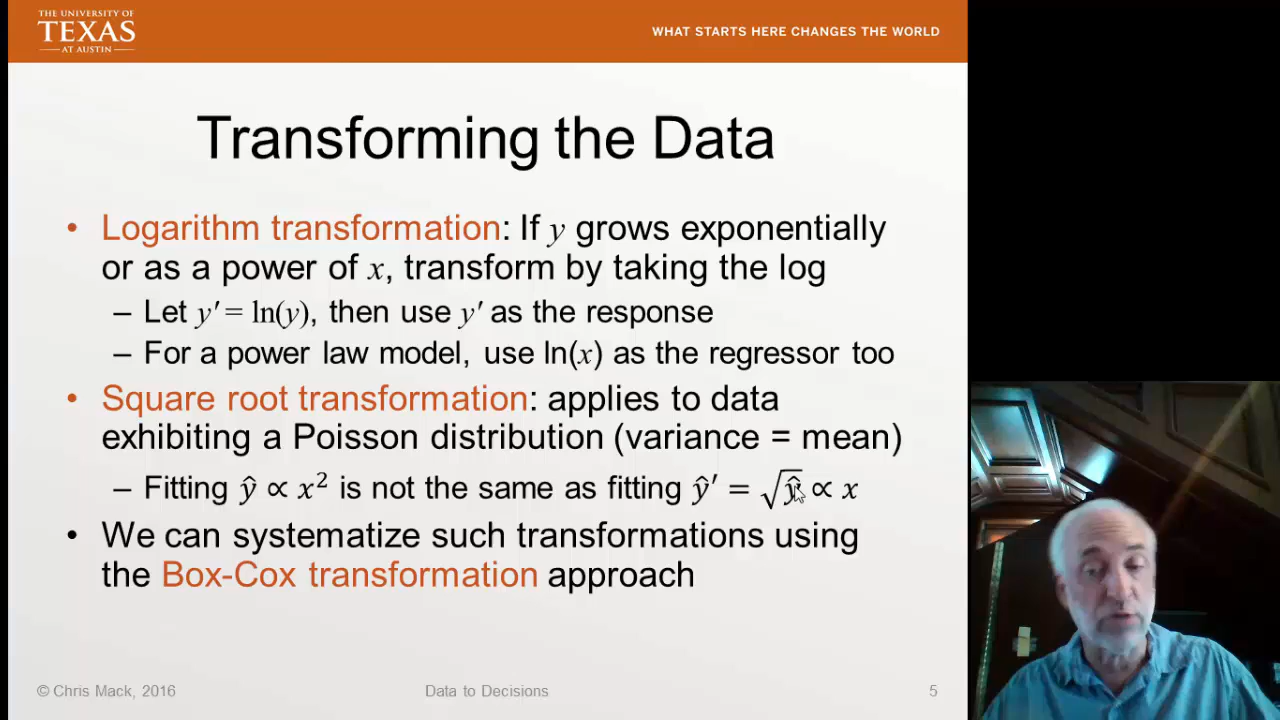 THE UNIVERSITY OF
TEXAS
AT AUSTIN
WHAT STARTS HERE CHANGES THE WORLD
Transforming the Data
• Logarithm transformation: If y grows exponentially
or as a power of x, transform by taking the log
– Let y′ = ln(y), then use y′ as the response
– For a power law model, use ln(x) as the regressor too
• Square root transformation: applies to data
exhibiting a Poisson distribution (variance = mean)
– Fitting ŷ ∝ x² is not the same as fitting ŷ′ = √ŷ ∝ x
• We can systematize such transformations using
the Box-Cox transformation approach
© Chris Mack, 2016
Data to Decisions
5